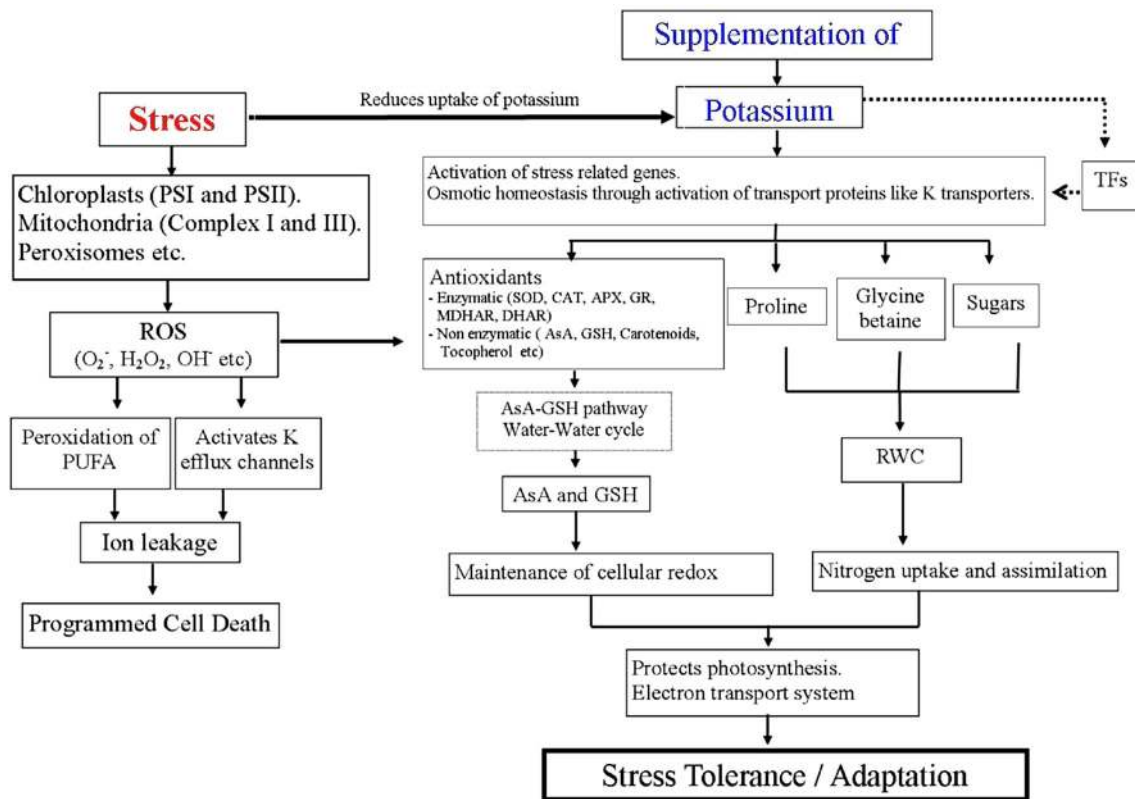 Supplementation of
Reduces uptake of potassium
Stress
Potassium
Chloroplasts (PSI and PSII).
Mitochondria (Complex I and III).
Peroxisomes etc.
Activation of stress related genes.
Osmotic homeostasis through activation of transport proteins like K transporters.
TFs
ROS
(O₂⁻, H₂O₂, OH⁻ etc)
Antioxidants
- Enzymatic (SOD, CAT, APX, GR,
MDHAR, DHAR)
- Non enzymatic ( AsA, GSH, Carotenoids,
Tocopherol etc)
Proline
Glycine
betaine
Sugars
Peroxidation of
PUFA
Activates K
efflux channels
AsA-GSH pathway
Water-Water cycle
RWC
AsA and GSH
Ion leakage
Maintenance of cellular redox
Nitrogen uptake and assimilation
Programmed Cell Death
Protects photosynthesis.
Electron transport system
Stress Tolerance / Adaptation